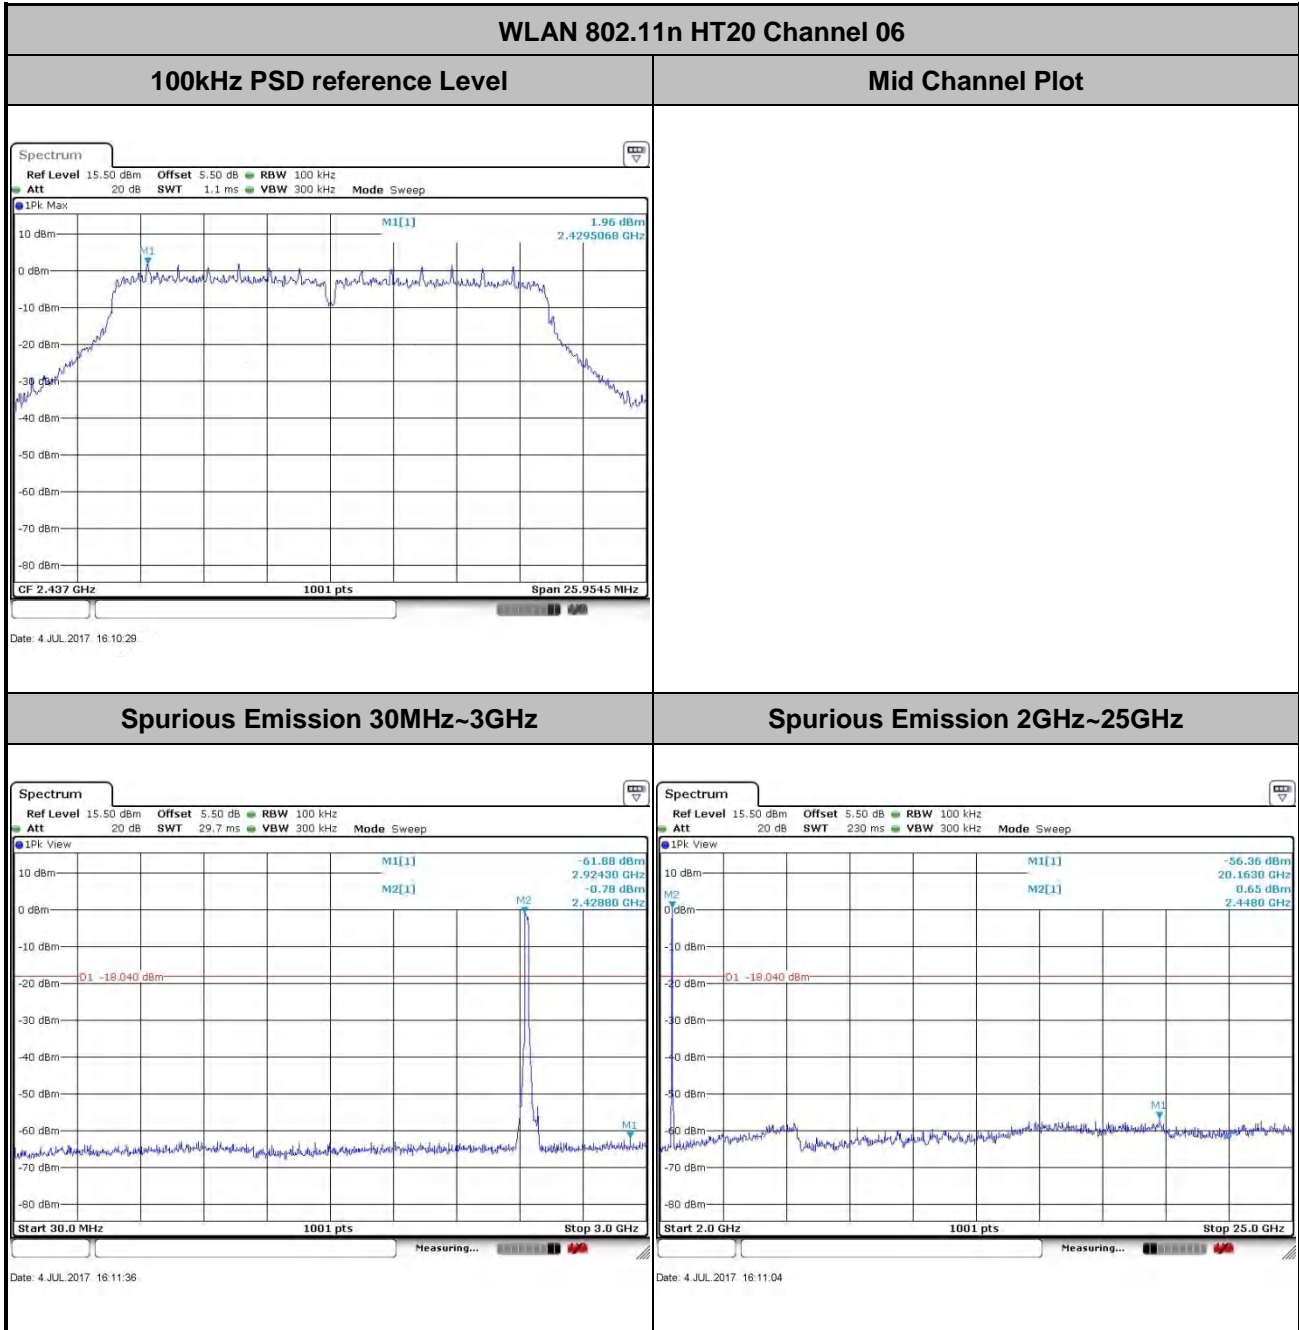 WLAN 802.11n HT20 Channel 06
100kHz PSD reference Level
Mid Channel Plot
Spectrum
Ref Level 15.50 dBm Offset 5.50 dB RBW 100 kHz
Att 20 dB SWT 1.1 ms VBW 300 kHz Mode Sweep
1Pk Max
M1[1] 1.96 dBm
2.4295068 GHz
10 dBm
M1
0 dBm
-10 dBm
-20 dBm
-30 dBm
-40 dBm
-50 dBm
-60 dBm
-70 dBm
-80 dBm
CF 2.437 GHz 1001 pts Span 25.9545 MHz
Date: 4.JUL.2017 16:10:29
Spurious Emission 30MHz~3GHz
Spurious Emission 2GHz~25GHz
Spectrum
Ref Level 15.50 dBm Offset 5.50 dB RBW 100 kHz
Att 20 dB SWT 29.7 ms VBW 300 kHz Mode Sweep
1Pk View
M1[1] -61.88 dBm
2.92430 GHz
10 dBm
M2[1] -0.78 dBm
2.42880 GHz
M2
0 dBm
-10 dBm
D1 -18.040 dBm
-20 dBm
-30 dBm
-40 dBm
-50 dBm
-60 dBm
M1
-70 dBm
-80 dBm
Start 30.0 MHz 1001 pts Stop 3.0 GHz
Measuring...
Date: 4.JUL.2017 16:11:36
Spectrum
Ref Level 15.50 dBm Offset 5.50 dB RBW 100 kHz
Att 20 dB SWT 230 ms VBW 300 kHz Mode Sweep
1Pk View
M1[1] -56.36 dBm
20.1630 GHz
10 dBm
M2[1] 0.65 dBm
2.4480 GHz
M2
0 dBm
-10 dBm
D1 -18.040 dBm
-20 dBm
-30 dBm
-40 dBm
-50 dBm
M1
-60 dBm
-70 dBm
-80 dBm
Start 2.0 GHz 1001 pts Stop 25.0 GHz
Measuring...
Date: 4.JUL.2017 16:11:04